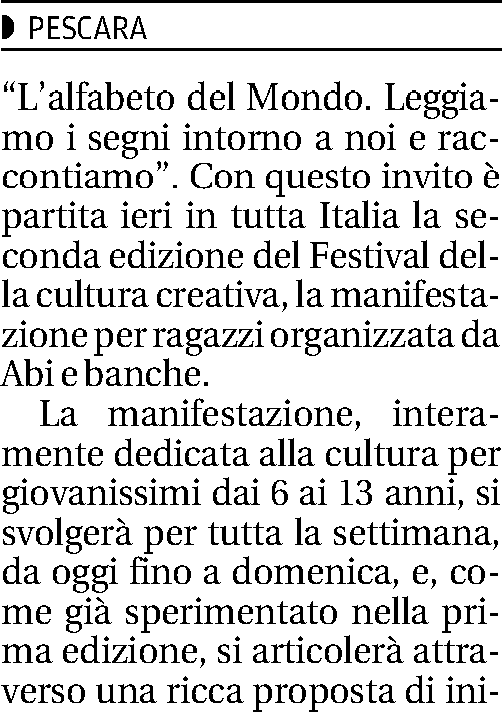 ◗ PESCARA
“L’alfabeto del Mondo. Leggia-
mo i segni intorno a noi e rac-
contiamo”. Con questo invito è
partita ieri in tutta Italia la se-
conda edizione del Festival del-
la cultura creativa, la manifesta-
zione per ragazzi organizzata da
Abi e banche.
La manifestazione, intera-
mente dedicata alla cultura per
giovanissimi dai 6 ai 13 anni, si
svolgerà per tutta la settimana,
da oggi fino a domenica, e, co-
me già sperimentato nella pri-
ma edizione, si articolerà attra-
verso una ricca proposta di ini-